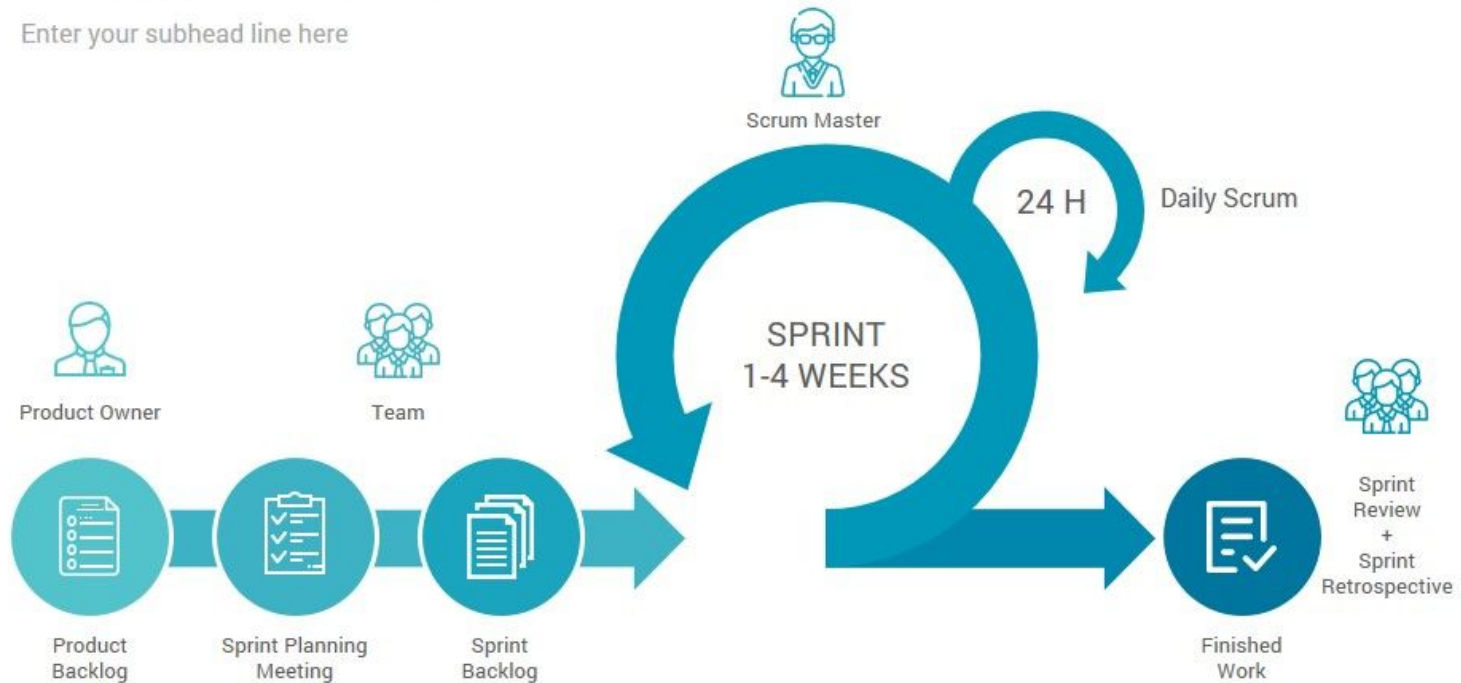 Enter your subhead line here
Scrum Master
24 H
Daily Scrum
SPRINT
1-4 WEEKS
Product Owner
Team
Sprint
Review
+
Sprint
Retrospective
Product
Backlog
Sprint Planning
Meeting
Sprint
Backlog
Finished
Work